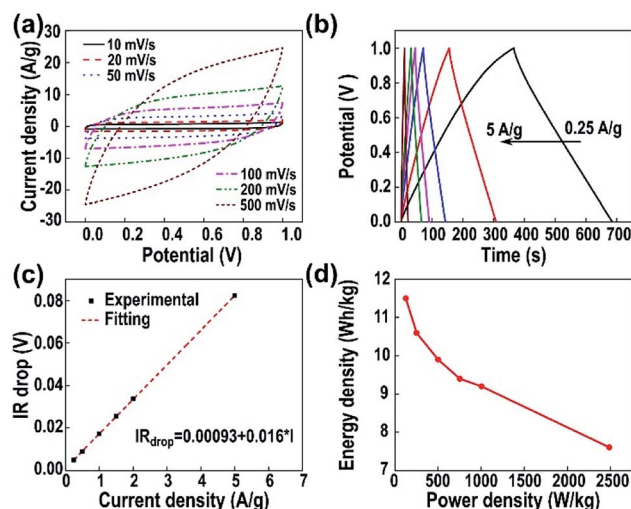 (a)
Current density (A/g)
30
20
10
0
-10
-20
-30
10 mV/s
20 mV/s
50 mV/s
100 mV/s
200 mV/s
500 mV/s
0.0 0.2 0.4 0.6 0.8 1.0
Potential (V)
(b)
Potential (V )
1.0
0.8
0.6
0.4
0.2
0.0
5 A/g 0.25 A/g
0 100 200 300 400 500 600 700
Time (s)
(c)
IR drop (V)
0.08
0.04
0.00
Experimental
Fitting
IRdrop=0.00093+0.016*I
0 1 2 3 4 5 6 7
Current density (A/g)
(d)
Energy density (Wh/kg)
12
11
10
9
8
7
0 500 1000 1500 2000 2500
Power density (W/kg)